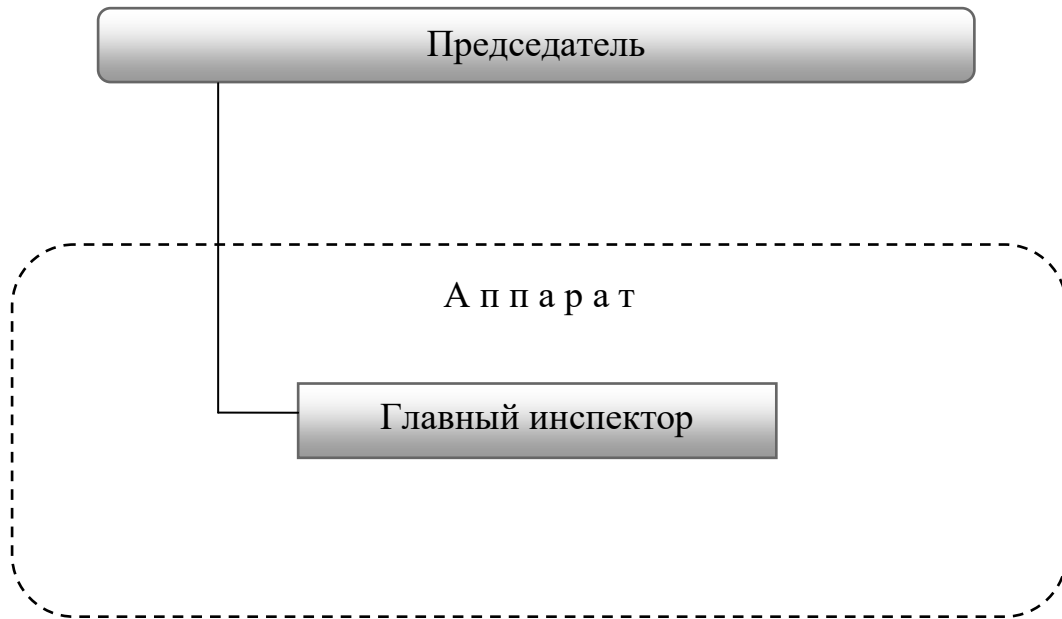 Председатель
А п п а р а т
Главный инспектор